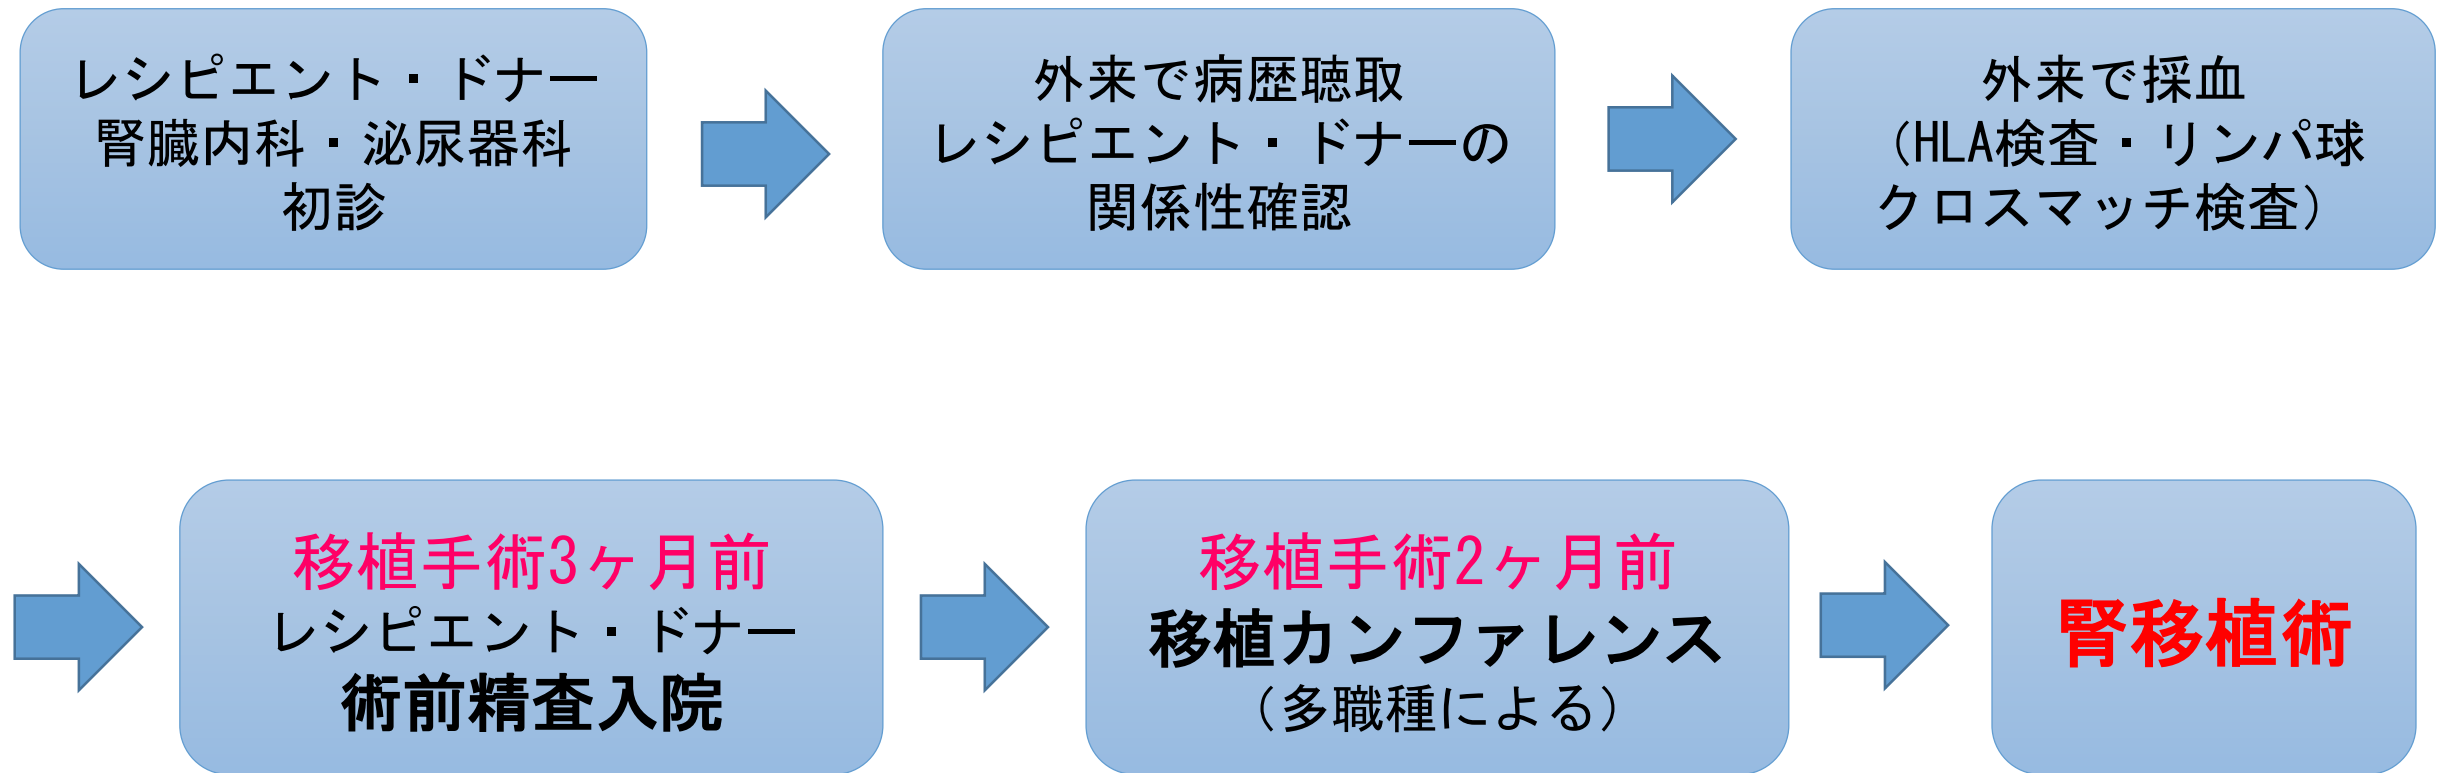 レシピエント・ドナー
腎臓内科・泌尿器科
初診
外来で病歴聴取
レシピエント・ドナーの
関係性確認
外来で採血
（HLA検査・リンパ球
クロスマッチ検査）
移植手術3ヶ月前
レシピエント・ドナー
術前精査入院
移植手術2ヶ月前
移植カンファレンス
（多職種による）
腎移植術